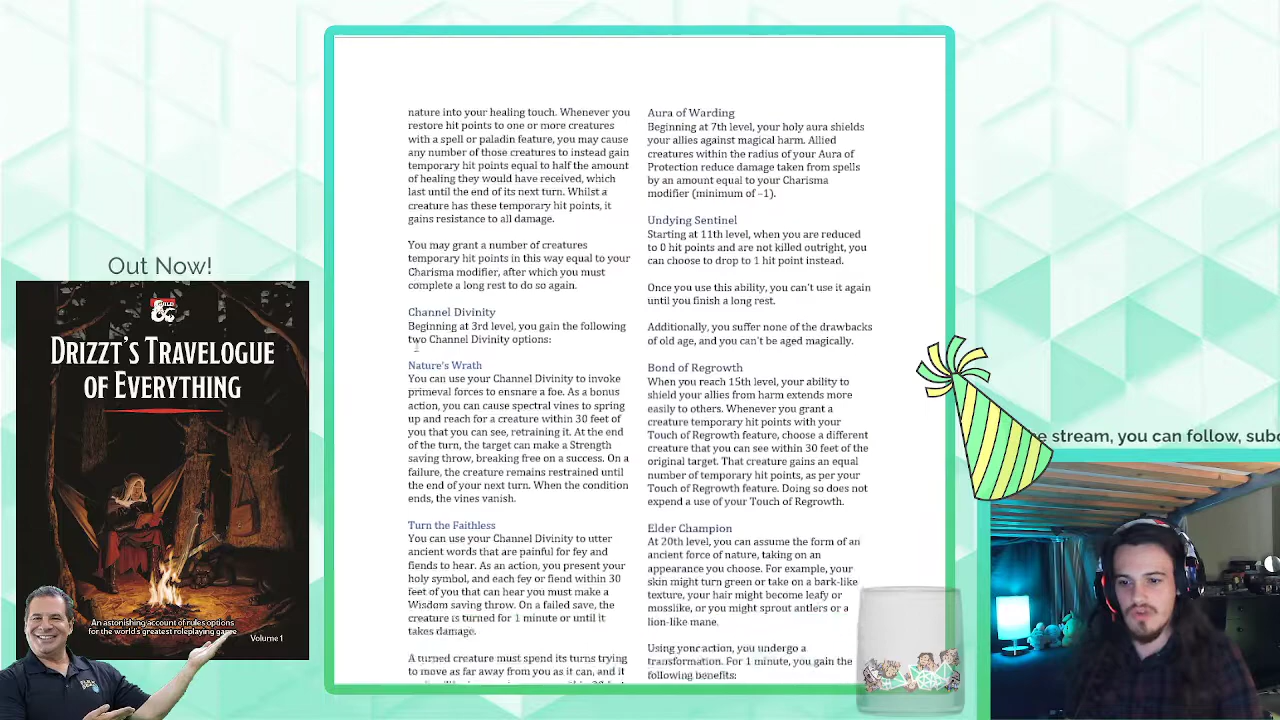 Out Now!
DRIZZT'S TRAVELOGUE
OF EVERYTHING
An astonishing account of rules options
for the world's greatest roleplaying game
Volume 1
nature into your healing touch. Whenever you
restore hit points to one or more creatures
with a spell or paladin feature, you may cause
any number of those creatures to instead gain
temporary hit points equal to half the amount
of healing they would have received, which
last until the end of its next turn. Whilst a
creature has these temporary hit points, it
gains resistance to all damage.
You may grant a number of creatures
temporary hit points in this way equal to your
Charisma modifier, after which you must
complete a long rest to do so again.
Channel Divinity
Beginning at 3rd level, you gain the following
two Channel Divinity options:
Nature's Wrath
You can use your Channel Divinity to invoke
primeval forces to ensnare a foe. As a bonus
action, you can cause spectral vines to spring
up and reach for a creature within 30 feet of
you that you can see, retraining it. At the end
of the turn, the target can make a Strength
saving throw, breaking free on a success. On a
failure, the creature remains restrained until
the end of your next turn. When the condition
ends, the vines vanish.
Turn the Faithless
You can use your Channel Divinity to utter
ancient words that are painful for fey and
fiends to hear. As an action, you present your
holy symbol, and each fey or fiend within 30
feet of you that can hear you must make a
Wisdom saving throw. On a failed save, the
creature is turned for 1 minute or until it
takes damage.
A turned creature must spend its turns trying
to move as far away from you as it can, and it
Aura of Warding
Beginning at 7th level, your holy aura shields
your allies against magical harm. Allied
creatures within the radius of your Aura of
Protection reduce damage taken from spells
by an amount equal to your Charisma
modifier (minimum of –1).
Undying Sentinel
Starting at 11th level, when you are reduced
to 0 hit points and are not killed outright, you
can choose to drop to 1 hit point instead.
Once you use this ability, you can't use it again
until you finish a long rest.
Additionally, you suffer none of the drawbacks
of old age, and you can't be aged magically.
Bond of Regrowth
When you reach 15th level, your ability to
shield your allies from harm extends more
easily to others. Whenever you grant a
creature temporary hit points with your
Touch of Regrowth feature, choose a different
creature that you can see within 30 feet of the
original target. That creature gains an equal
number of temporary hit points, as per your
Touch of Regrowth feature. Doing so does not
expend a use of your Touch of Regrowth.
Elder Champion
At 20th level, you can assume the form of an
ancient force of nature, taking on an
appearance you choose. For example, your
skin might turn green or take on a bark-like
texture, your hair might become leafy or
mosslike, or you might sprout antlers or a
lion-like mane.
Using your action, you undergo a
transformation. For 1 minute, you gain the
following benefits:
stream, you can follow,